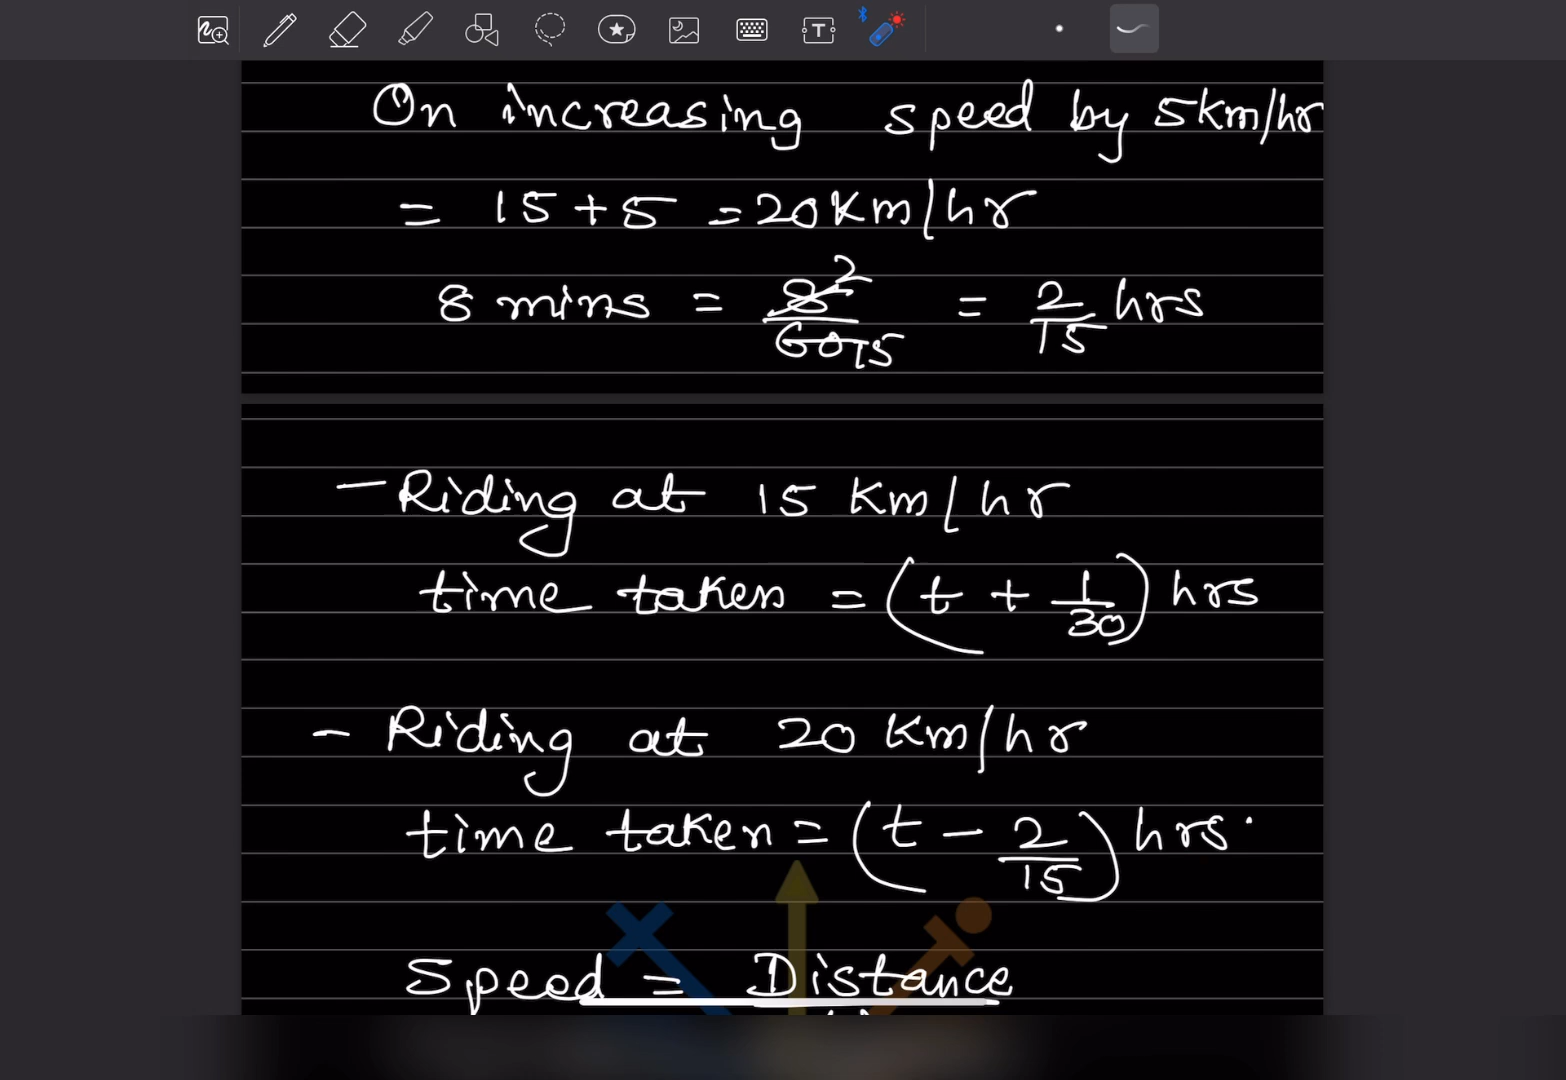 On increasing speed by 5km/hr
= 15 + 5 = 20 Km/hr
8 mins = 8 2 / 60 15 = 2/15 hrs
- Riding at 15 Km/hr
time taken = (t + 1/30) hrs
- Riding at 20 Km/hr
time taken = (t - 2/15) hrs.
Speed = Distance